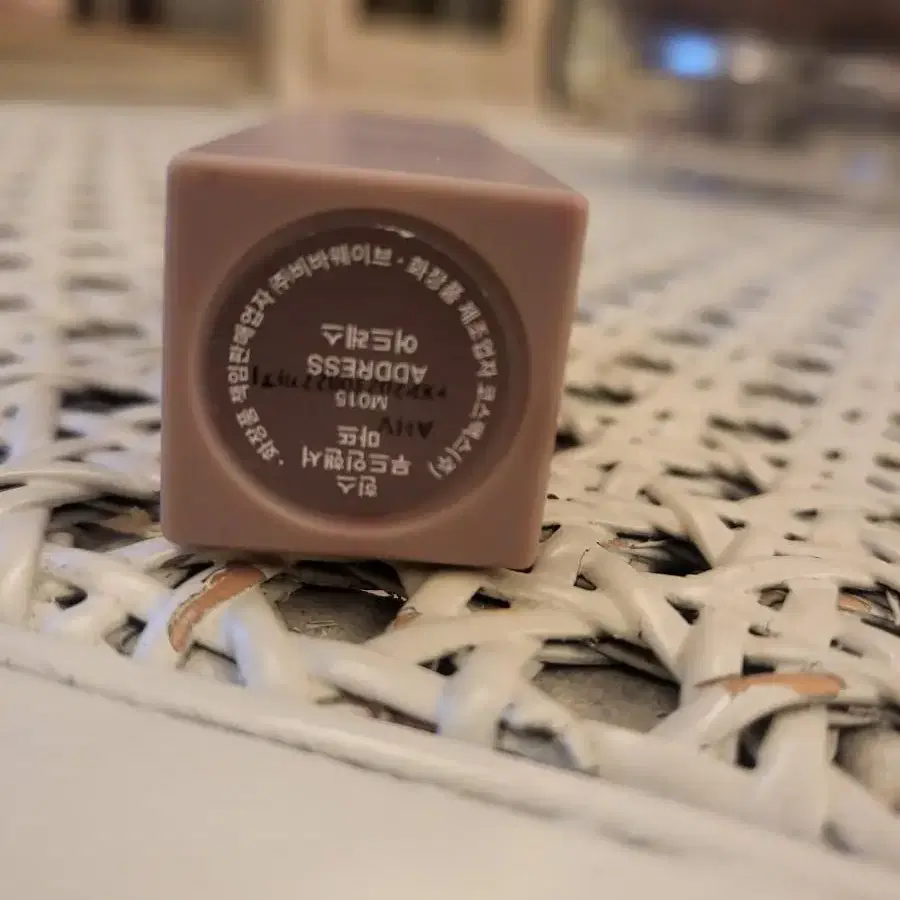 힌스
무드인핸서
마뜨
M015
ADDRESS
어드레스
· 화장품 책임판매업자 ㈜비바웨이브 · 화장품 제조업자 코스맥스(주)